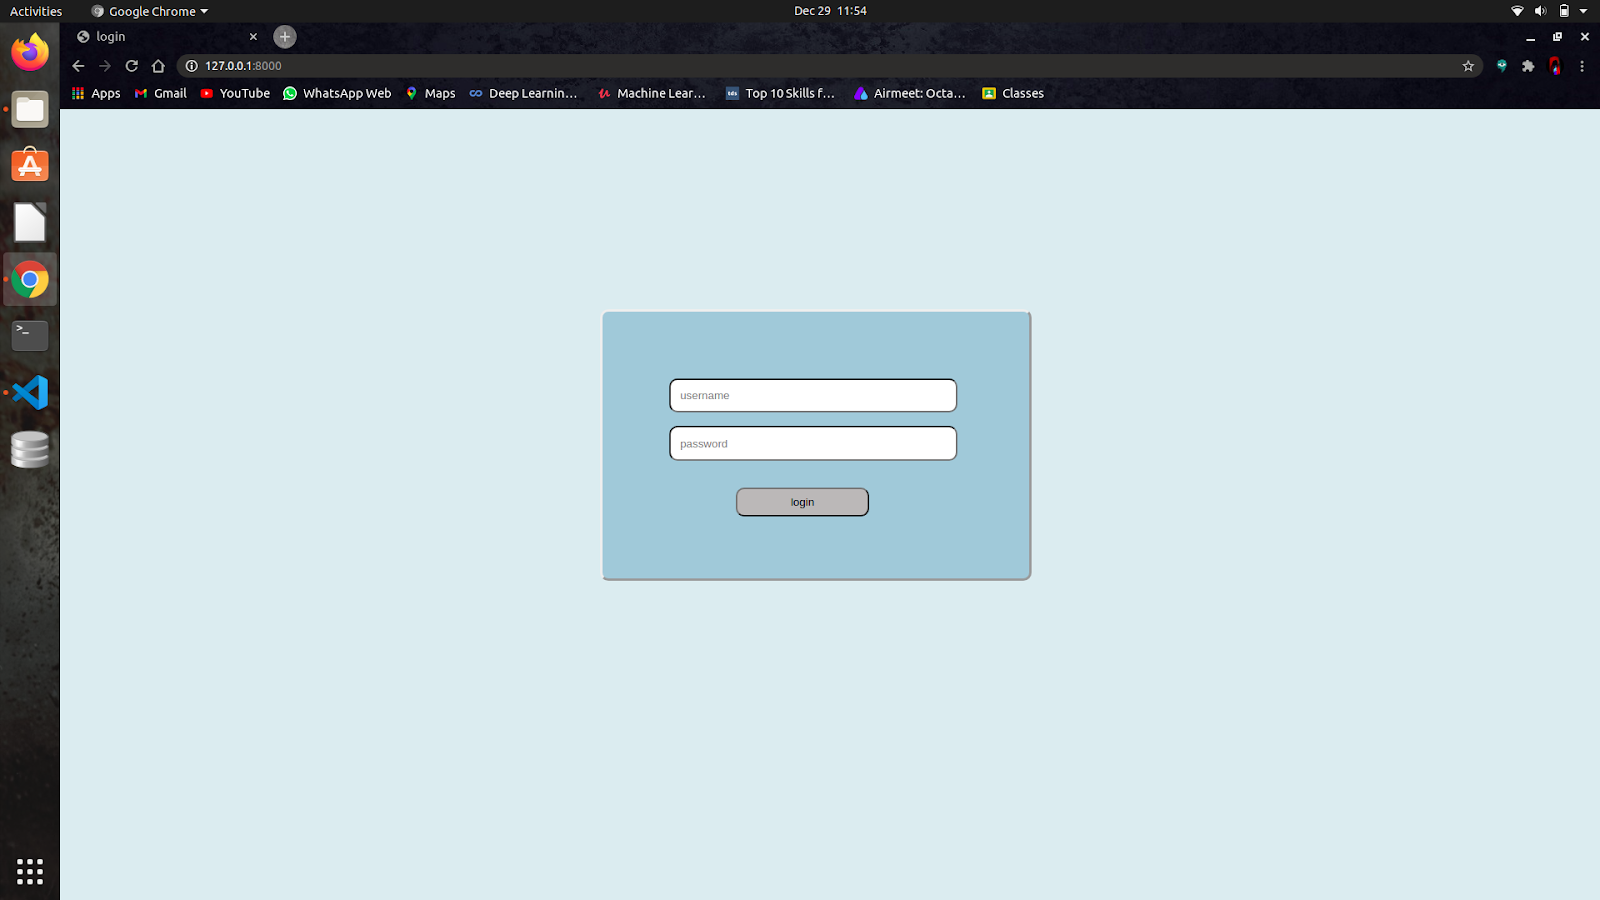 Activities Google Chrome Dec 29 11:54
login
127.0.0.1:8000
Apps Gmail YouTube WhatsApp Web Maps Deep Learnin... Machine Lear... tds Top 10 Skills f... Airmeet: Octa... Classes
username
password
login